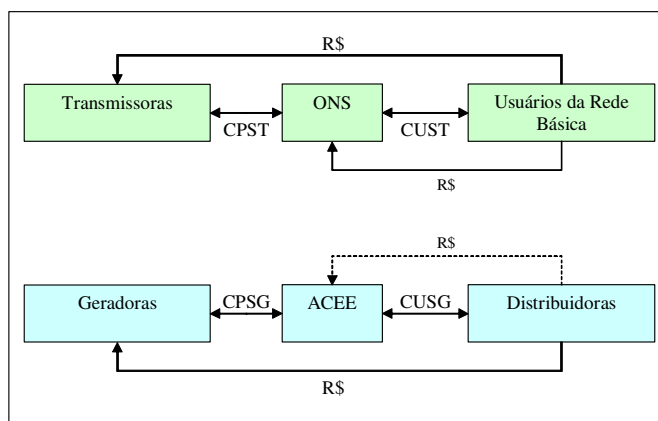 R$
Transmissoras
ONS
Usuários da Rede
Básica
CPST
CUST
R$
R$
Geradoras
CPSG
ACEE
CUSG
Distribuidoras
R$